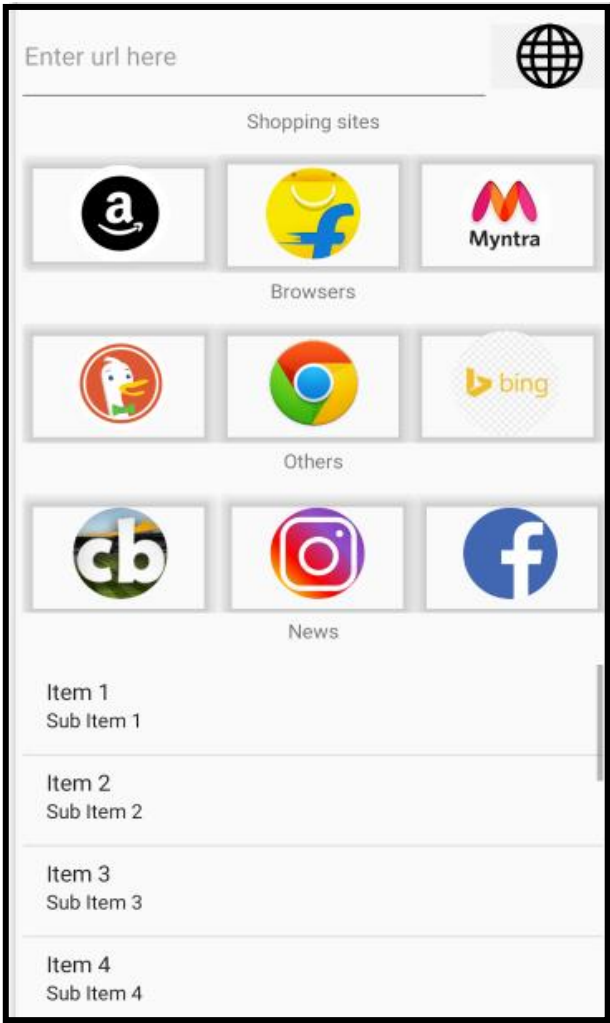 Enter url here
Shopping sites
a
f
Myntra
Browsers
bing
Others
cb
f
News
Item 1
Sub Item 1
Item 2
Sub Item 2
Item 3
Sub Item 3
Item 4
Sub Item 4